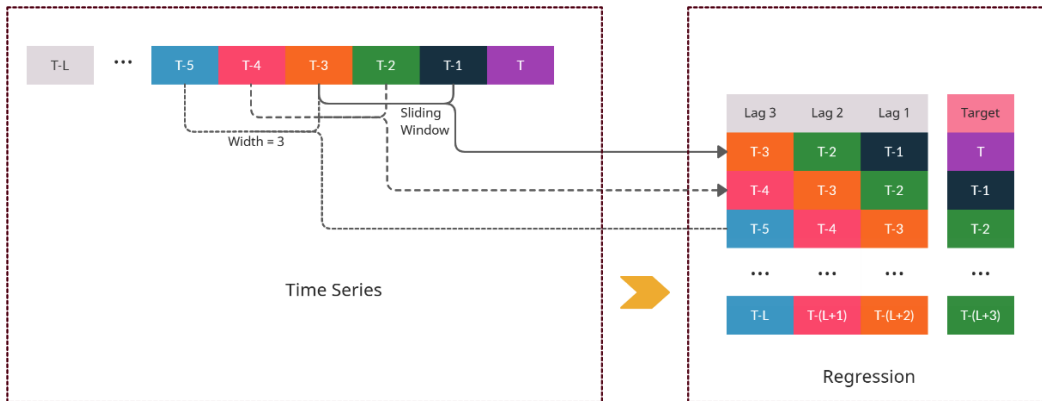 T-L ... T-5 T-4 T-3 T-2 T-1 T
Sliding
Window
Width = 3
Time Series
Lag 3 Lag 2 Lag 1 Target
T-3 T-2 T-1 T
T-4 T-3 T-2 T-1
T-5 T-4 T-3 T-2
... ... ... ...
T-L T-(L+1) T-(L+2) T-(L+3)
Regression